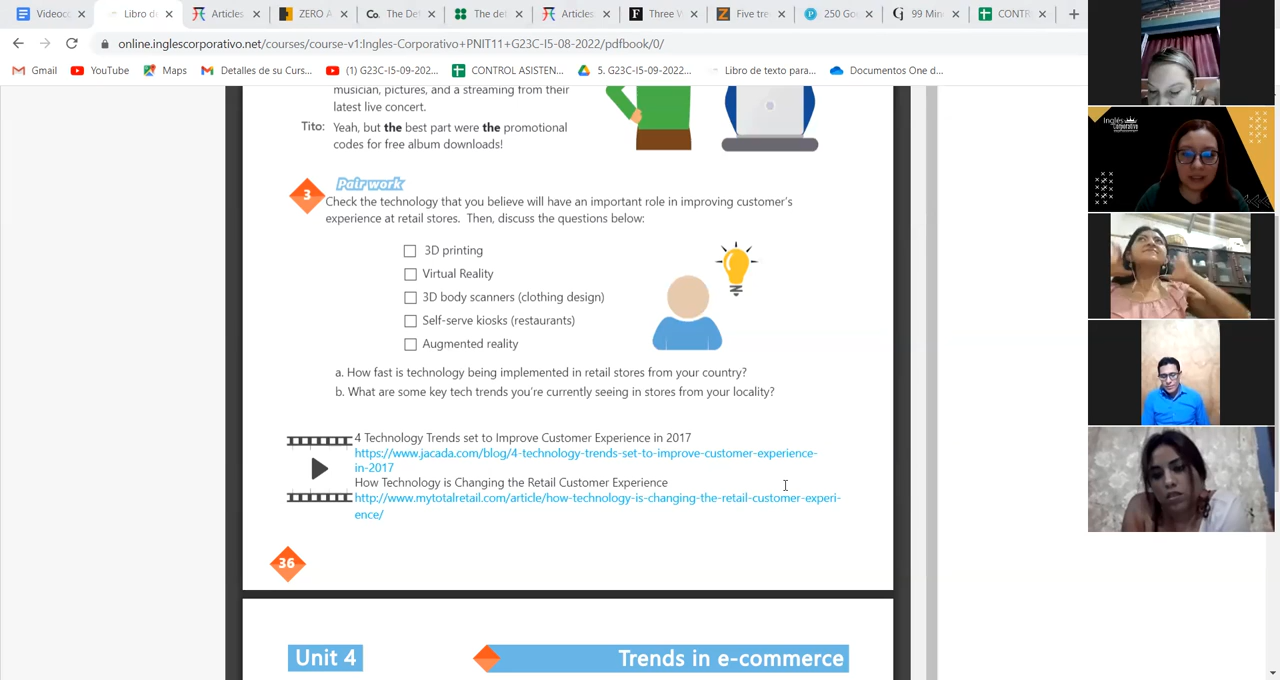 Videoco
Libro de
Articles
ZERO A
Co. The Det
The del
Articles
Three W
Five tre
250 Go
99 Min
CONTR
online.inglescorporativo.net/courses/course-v1:Ingles-Corporativo+PNIT11+G23C-I5-08-2022/pdfbook/0/
Gmail
YouTube
Maps
Detalles de su Curs...
(1) G23C-I5-09-202...
CONTROL ASISTEN...
5. G23C-I5-09-2022...
Libro de texto para...
Documentos One d...
musician, pictures, and a streaming from their
latest live concert.
Tito: Yeah, but the best part were the promotional
codes for free album downloads!
3
Pair work
Check the technology that you believe will have an important role in improving customer's
experience at retail stores. Then, discuss the questions below:
3D printing
Virtual Reality
3D body scanners (clothing design)
Self-serve kiosks (restaurants)
Augmented reality
a. How fast is technology being implemented in retail stores from your country?
b. What are some key tech trends you're currently seeing in stores from your locality?
4 Technology Trends set to Improve Customer Experience in 2017
https://www.jacada.com/blog/4-technology-trends-set-to-improve-customer-experience-
in-2017
How Technology is Changing the Retail Customer Experience
http://www.mytotalretail.com/article/how-technology-is-changing-the-retail-customer-experi-
ence/
36
Unit 4
Trends in e-commerce
Inglés
Corporativo